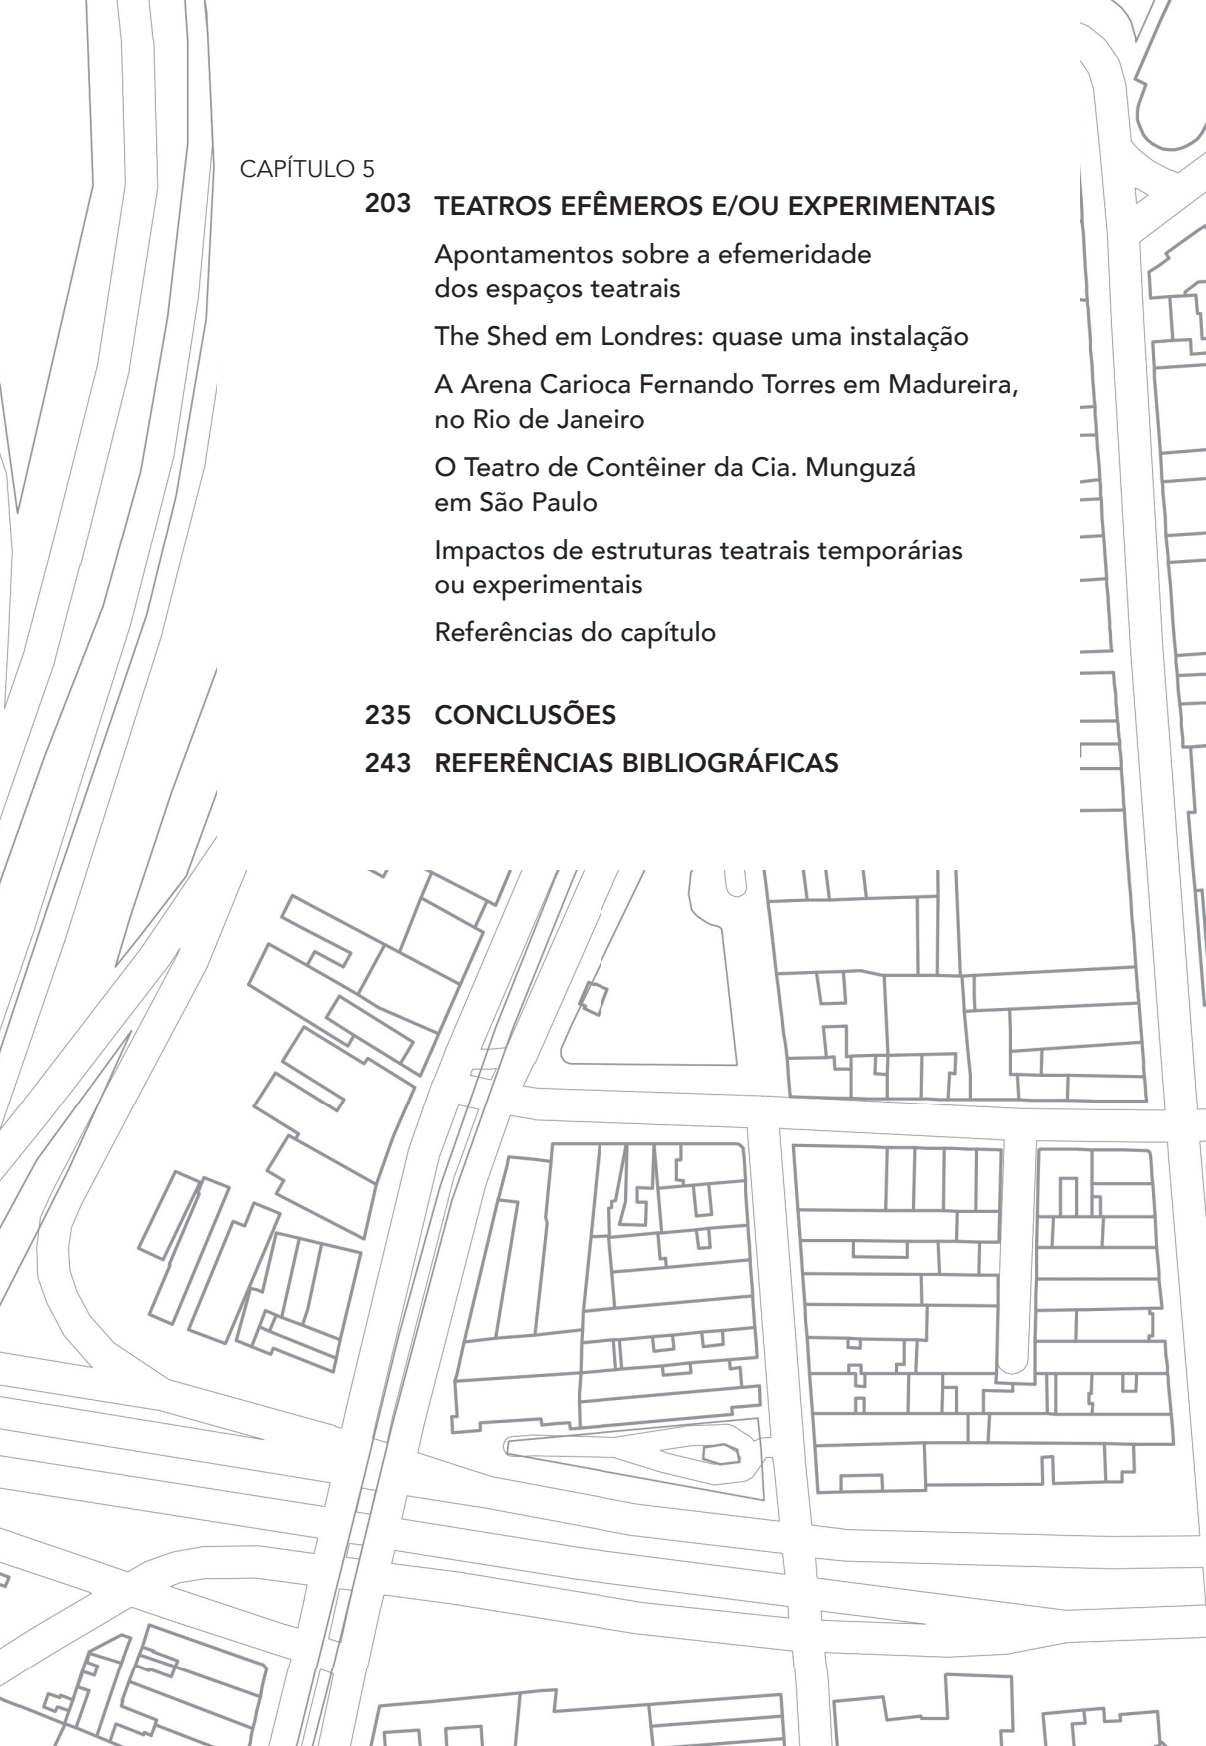 CAPÍTULO 5
203 TEATROS EFÊMEROS E/OU EXPERIMENTAIS
Apontamentos sobre a efemeridade
dos espaços teatrais
The Shed em Londres: quase uma instalação
A Arena Carioca Fernando Torres em Madureira,
no Rio de Janeiro
O Teatro de Contêiner da Cia. Munguzá
em São Paulo
Impactos de estruturas teatrais temporárias
ou experimentais
Referências do capítulo
235 CONCLUSÕES
243 REFERÊNCIAS BIBLIOGRÁFICAS